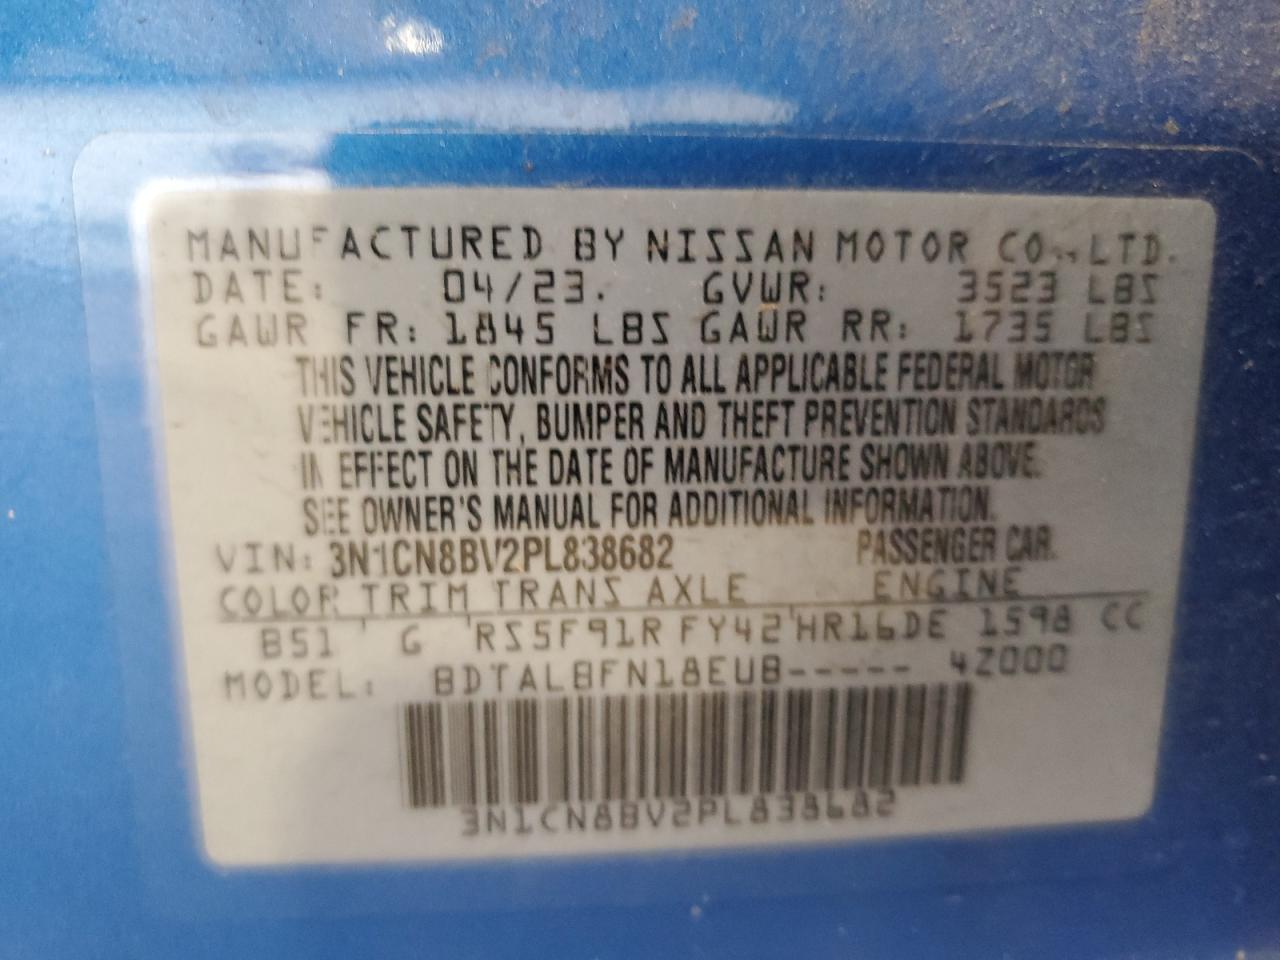 MANUFACTURED BY NISSAN MOTOR CO., LTD.
DATE: 04/23. GVWR: 3523 LBS
GAWR FR: 1845 LBS GAWR RR: 1735 LBS
THIS VEHICLE CONFORMS TO ALL APPLICABLE FEDERAL MOTOR
VEHICLE SAFETY, BUMPER AND THEFT PREVENTION STANDARDS
IN EFFECT ON THE DATE OF MANUFACTURE SHOWN ABOVE.
SEE OWNER'S MANUAL FOR ADDITIONAL INFORMATION.
VIN: 3N1CN8BV2PL838682 PASSENGER CAR.
COLOR TRIM TRANS AXLE ENGINE
B51 G RS5F91R FY42 HR16DE 1598 CC
MODEL: BDTALBFN18EUB----- 4Z000
3N1CN8BV2PL838682